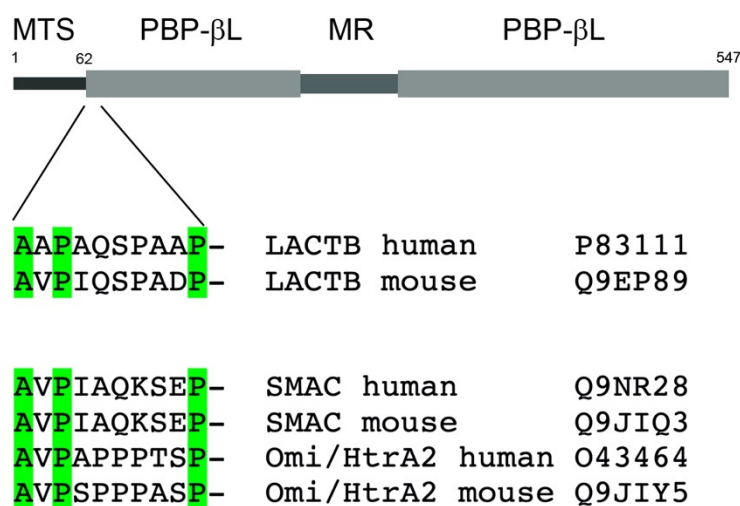 MTS PBP-βL MR PBP-βL
1 62 547
AAPAQSPAAP- LACTB human P83111
AVPIQSPADP- LACTB mouse Q9EP89
AVPIAQKSEP- SMAC human Q9NR28
AVPIAQKSEP- SMAC mouse Q9JIQ3
AVPAPPPTSP- Omi/HtrA2 human O43464
AVPSPPPASP- Omi/HtrA2 mouse Q9JIY5